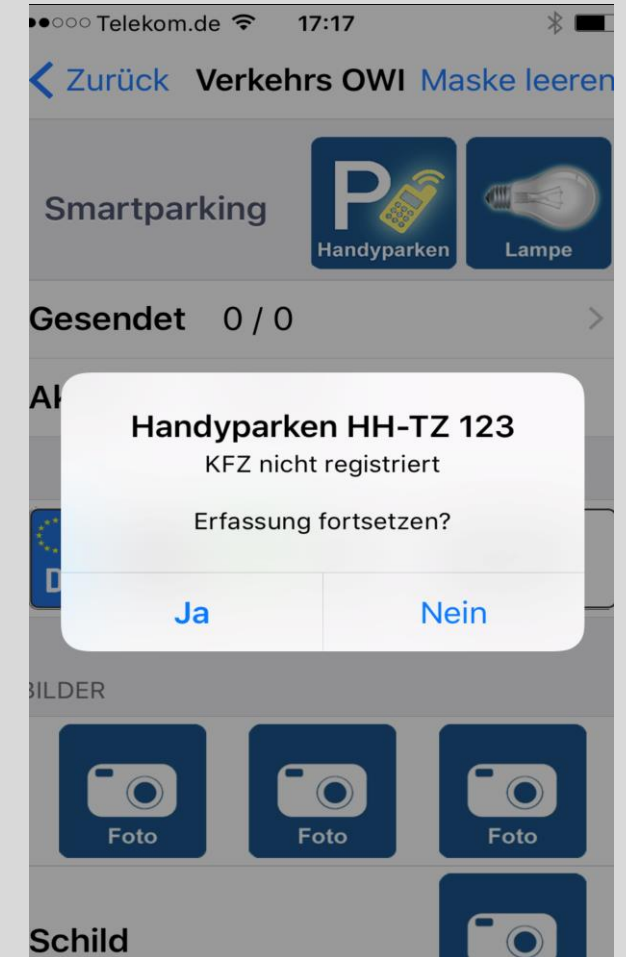 Telekom.de 17:17
Zurück Verkehrs OWI Maske leeren
Smartparking
P
Handyparken Lampe
Gesendet 0 / 0
Handyparken HH-TZ 123
KFZ nicht registriert
Erfassung fortsetzen?
D
Ja Nein
BILDER
Foto Foto Foto
Schild